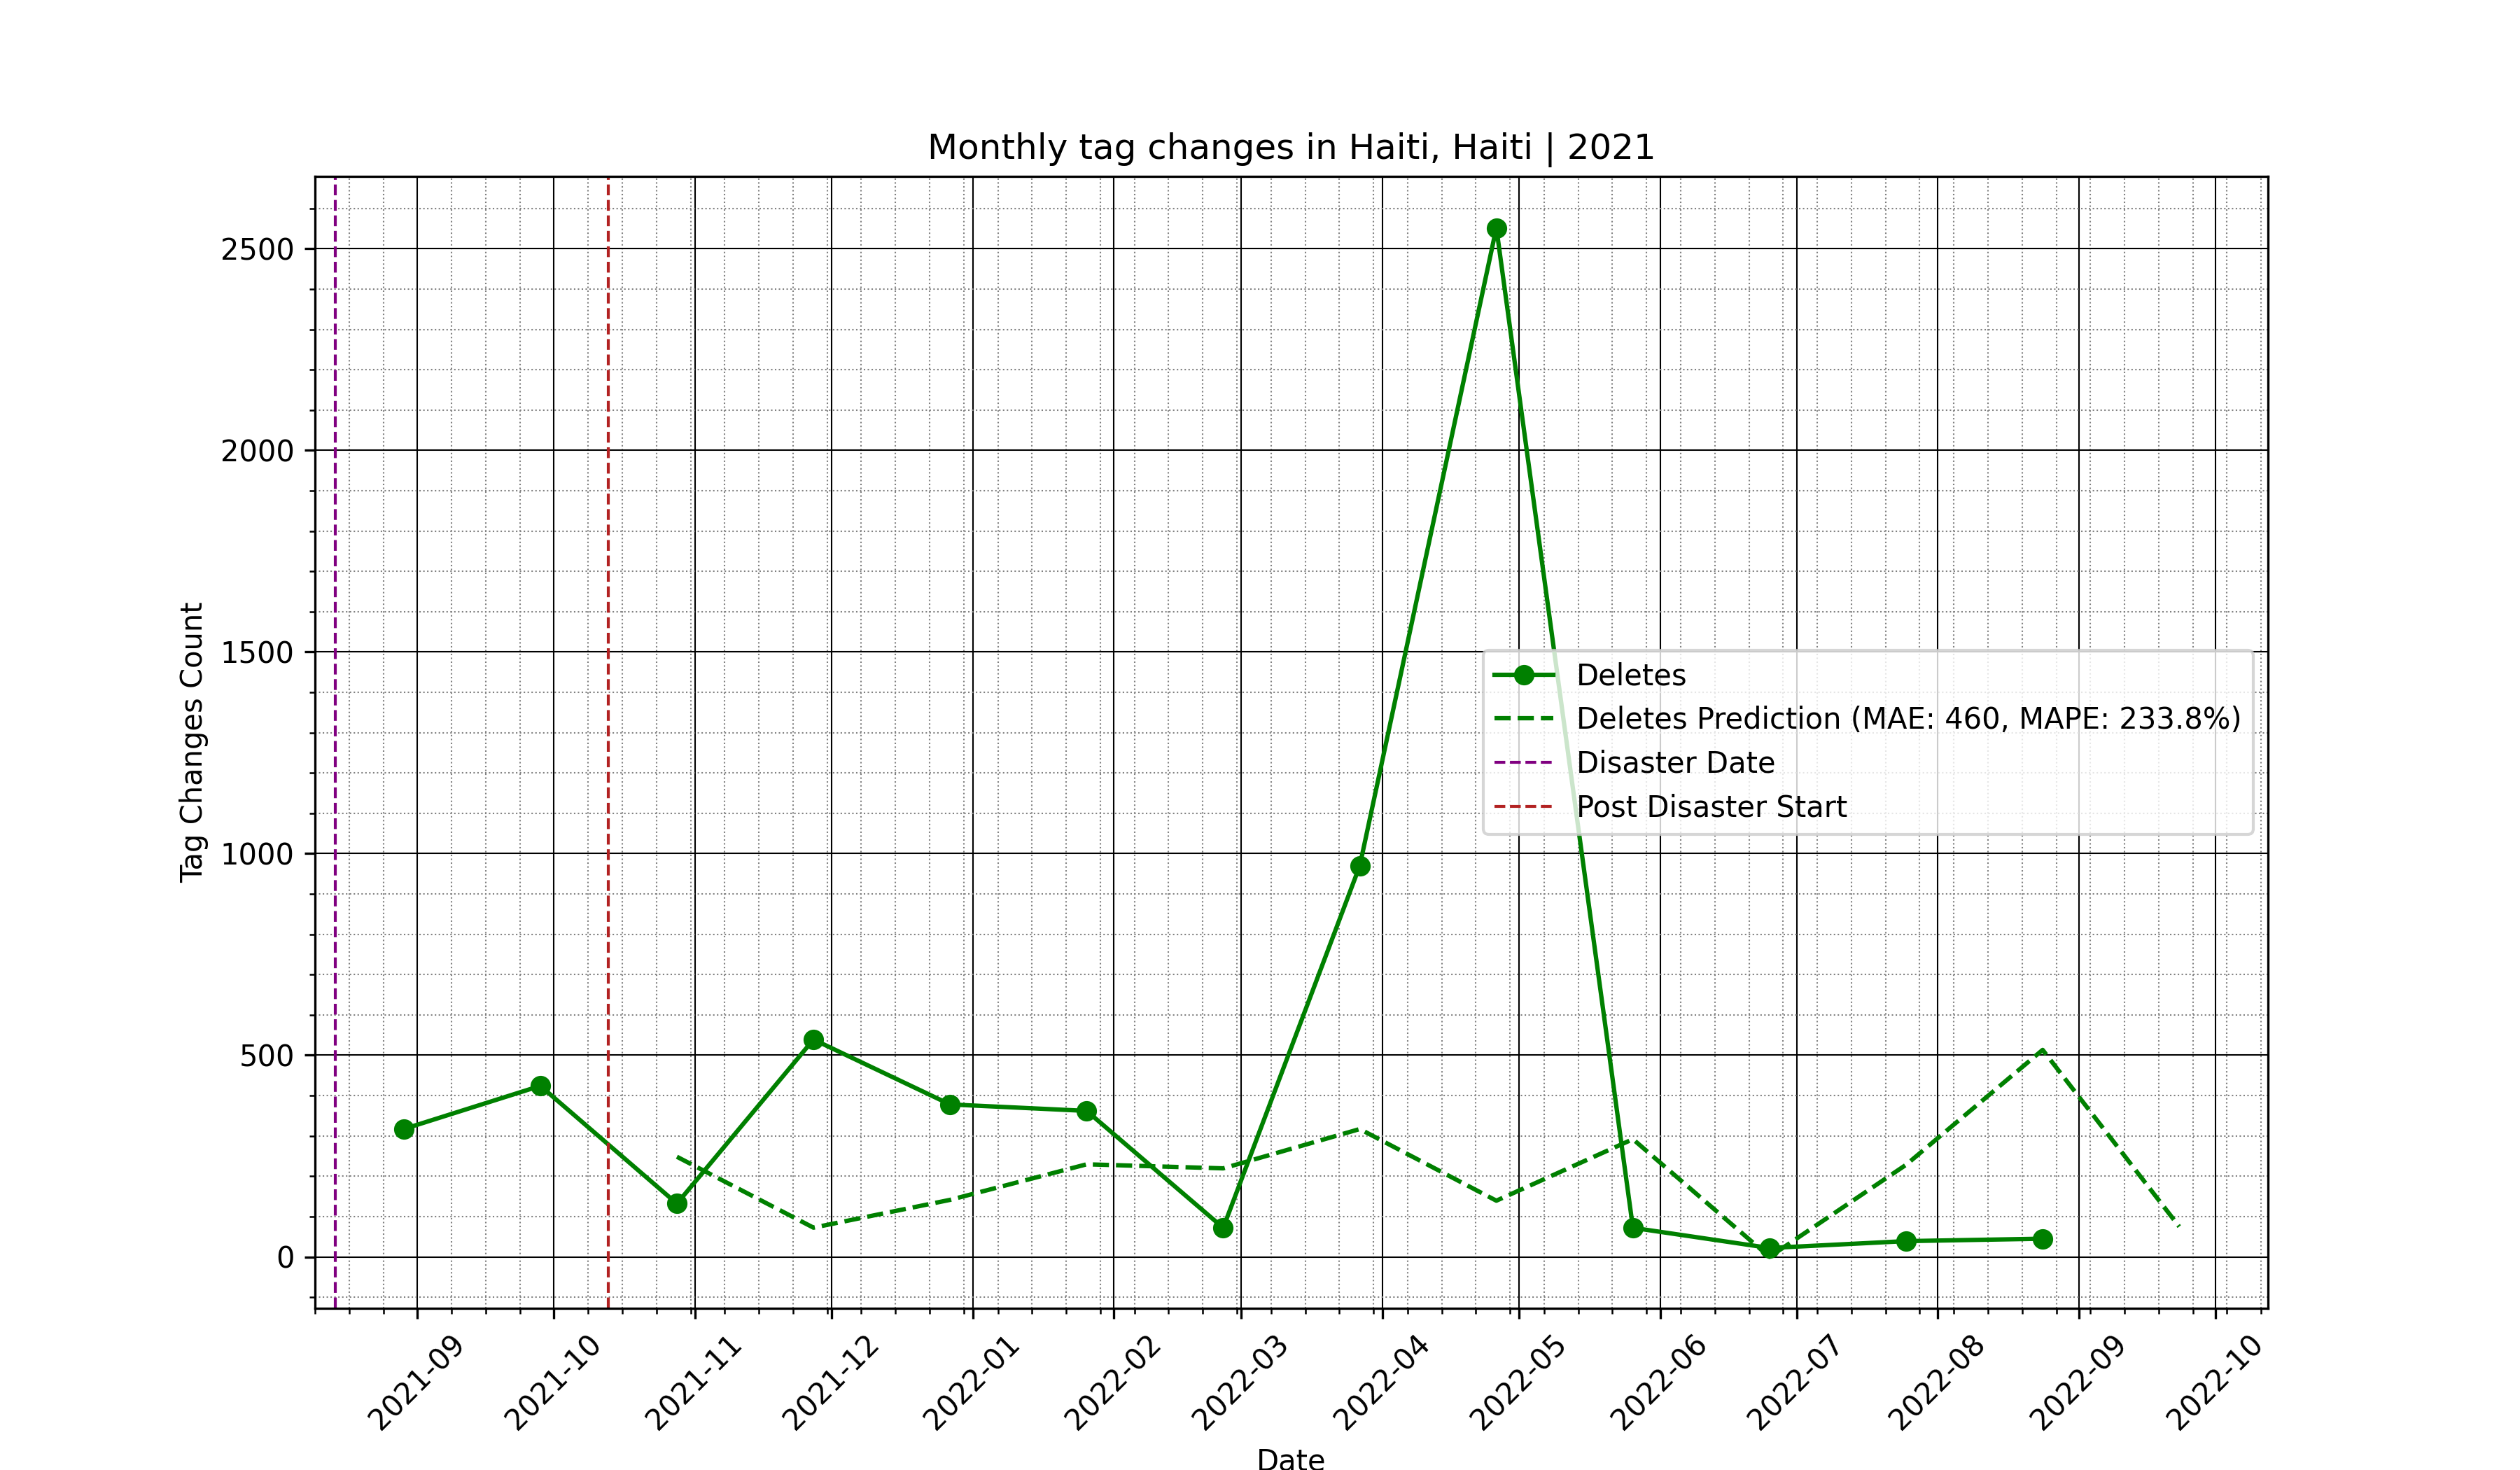 Monthly tag changes in Haiti, Haiti | 2021
Tag Changes Count
2500
2000
1500
1000
500
0
Deletes
Deletes Prediction (MAE: 460, MAPE: 233.8%)
Disaster Date
Post Disaster Start
2021-09
2021-10
2021-11
2021-12
2022-01
2022-02
2022-03
2022-04
2022-05
2022-06
2022-07
2022-08
2022-09
2022-10
Date